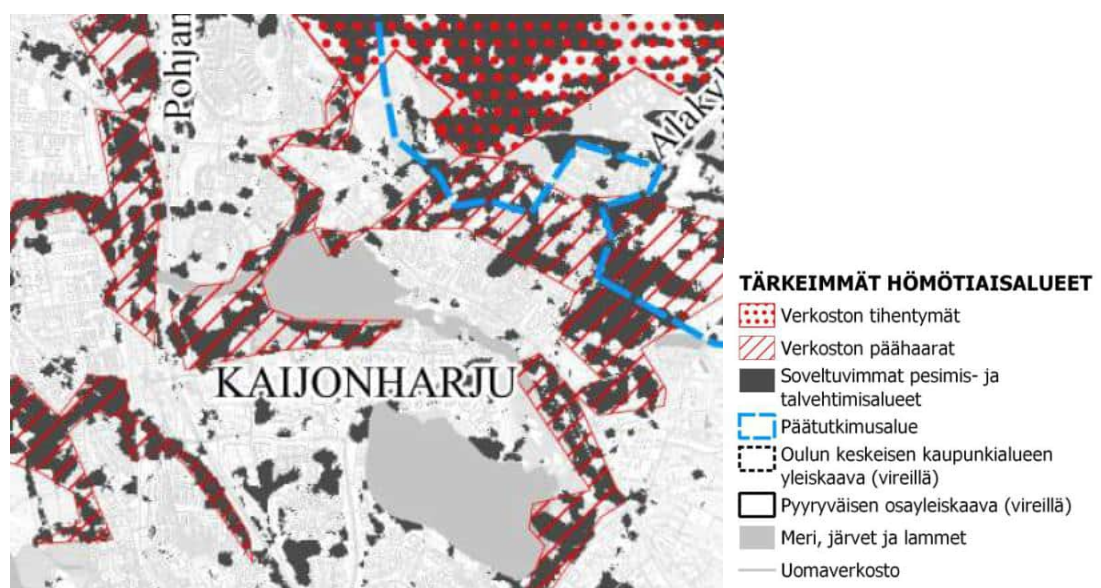 Pohjan
Alakyl
KAIJONHARJU
TÄRKEIMMÄT HÖMÖTIAISALUEET
Verkoston tihentymät
Verkoston päähaarat
Soveltuvimmat pesimis- ja
talvehtimisalueet
Päätutkimusalue
Oulun keskeisen kaupunkialueen
yleiskaava (vireillä)
Pyyryväisen osayleiskaava (vireillä)
Meri, järvet ja lammet
Uomaverkosto